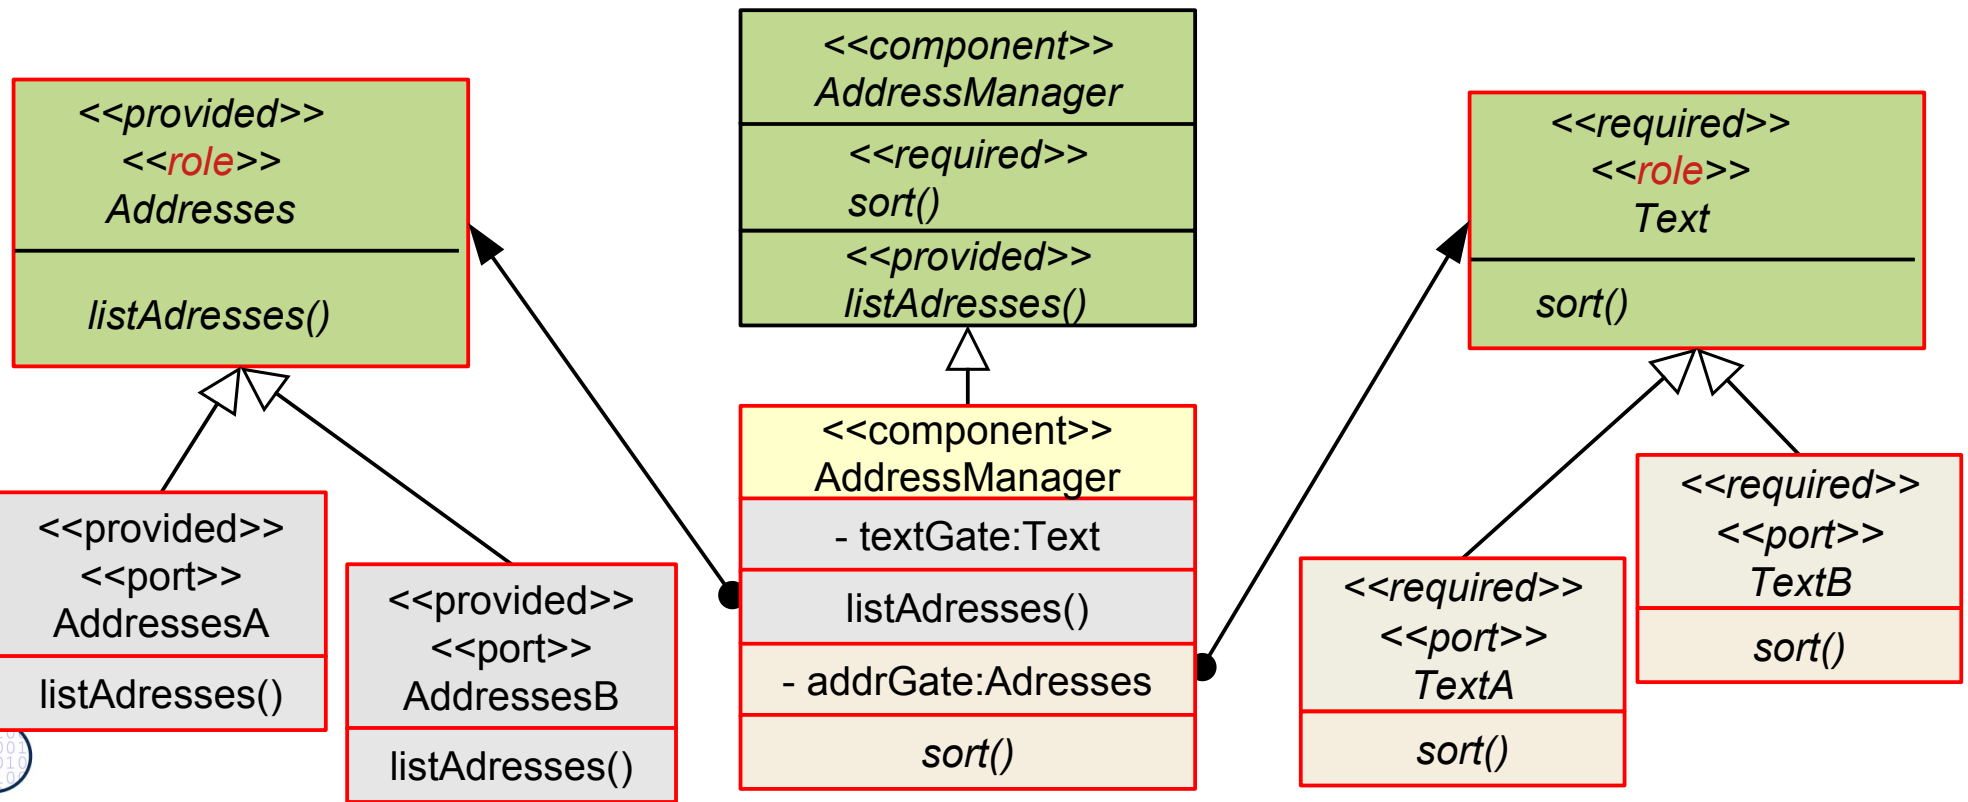 <<provided>>
<<role>>
Addresses
listAdresses()
<<component>>
AddressManager
<<required>>
sort()
<<provided>>
listAdresses()
<<required>>
<<role>>
Text
sort()
<<provided>>
<<port>>
AddressesA
listAdresses()
<<provided>>
<<port>>
AddressesB
listAdresses()
<<component>>
AddressManager
- textGate:Text
listAdresses()
- addrGate:Adresses
sort()
<<required>>
<<port>>
TextA
sort()
<<required>>
<<port>>
TextB
sort()